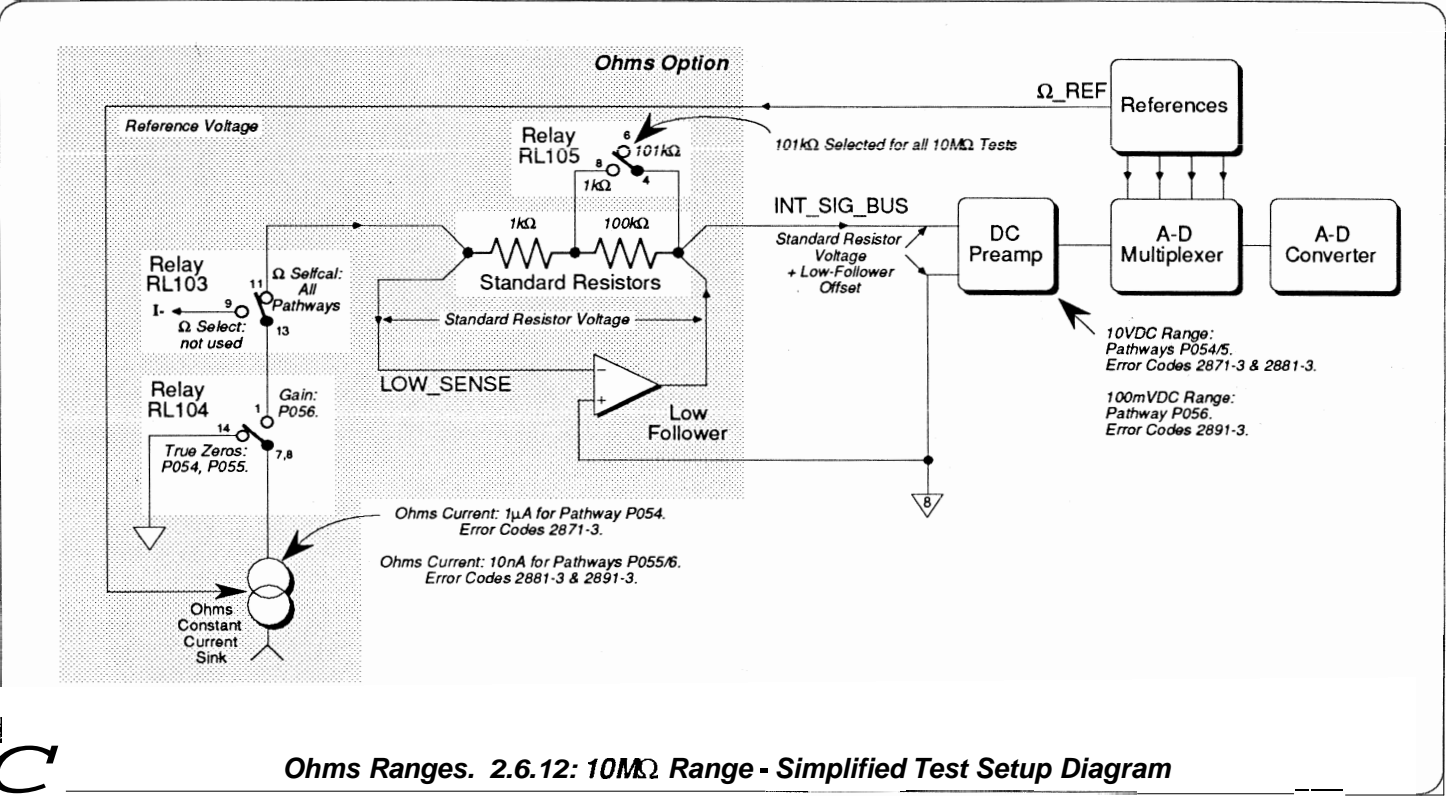 Ohms Option
Ω_REF
References
Reference Voltage
Relay
RL105
6
101kΩ
8
1kΩ
4
101kΩ Selected for all 10MΩ Tests
INT_SIG_BUS
Standard Resistor
Voltage
+ Low-Follower
Offset
DC
Preamp
A-D
Multiplexer
A-D
Converter
1kΩ
100kΩ
Standard Resistors
Relay
RL103
11
Ω Selfcal:
All
Pathways
I-
9
Ω Select:
not used
13
Standard Resistor Voltage
LOW_SENSE
−
+
Low
Follower
10VDC Range:
Pathways P054/5.
Error Codes 2871-3 & 2881-3.
100mVDC Range:
Pathway P056.
Error Codes 2891-3.
Relay
RL104
1
Gain:
P056.
14
True Zeros:
P054, P055.
7,8
8
Ohms Current: 1µA for Pathway P054.
Error Codes 2871-3.
Ohms Current: 10nA for Pathways P055/6.
Error Codes 2881-3 & 2891-3.
Ohms
Constant
Current
Sink
C
Ohms Ranges. 2.6.12: 10MΩ Range - Simplified Test Setup Diagram